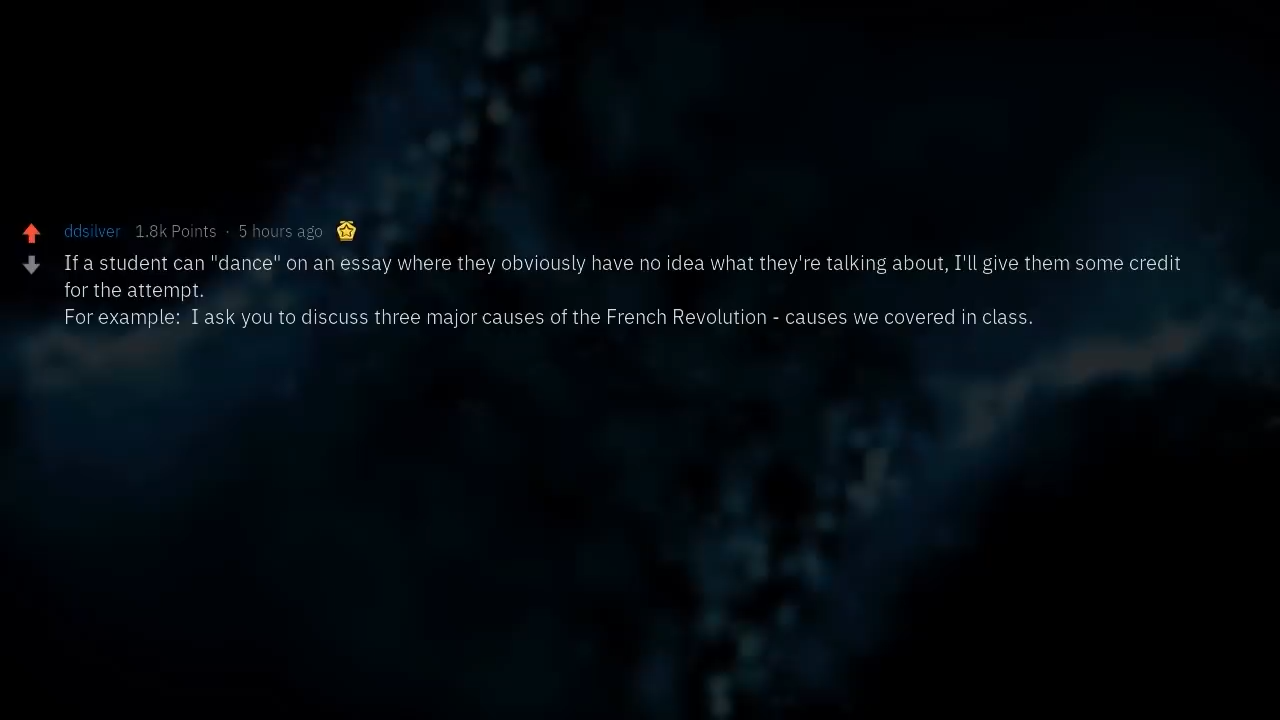 ddsilver 1.8k Points · 5 hours ago
If a student can "dance" on an essay where they obviously have no idea what they're talking about, I'll give them some credit
for the attempt.
For example:  I ask you to discuss three major causes of the French Revolution - causes we covered in class.